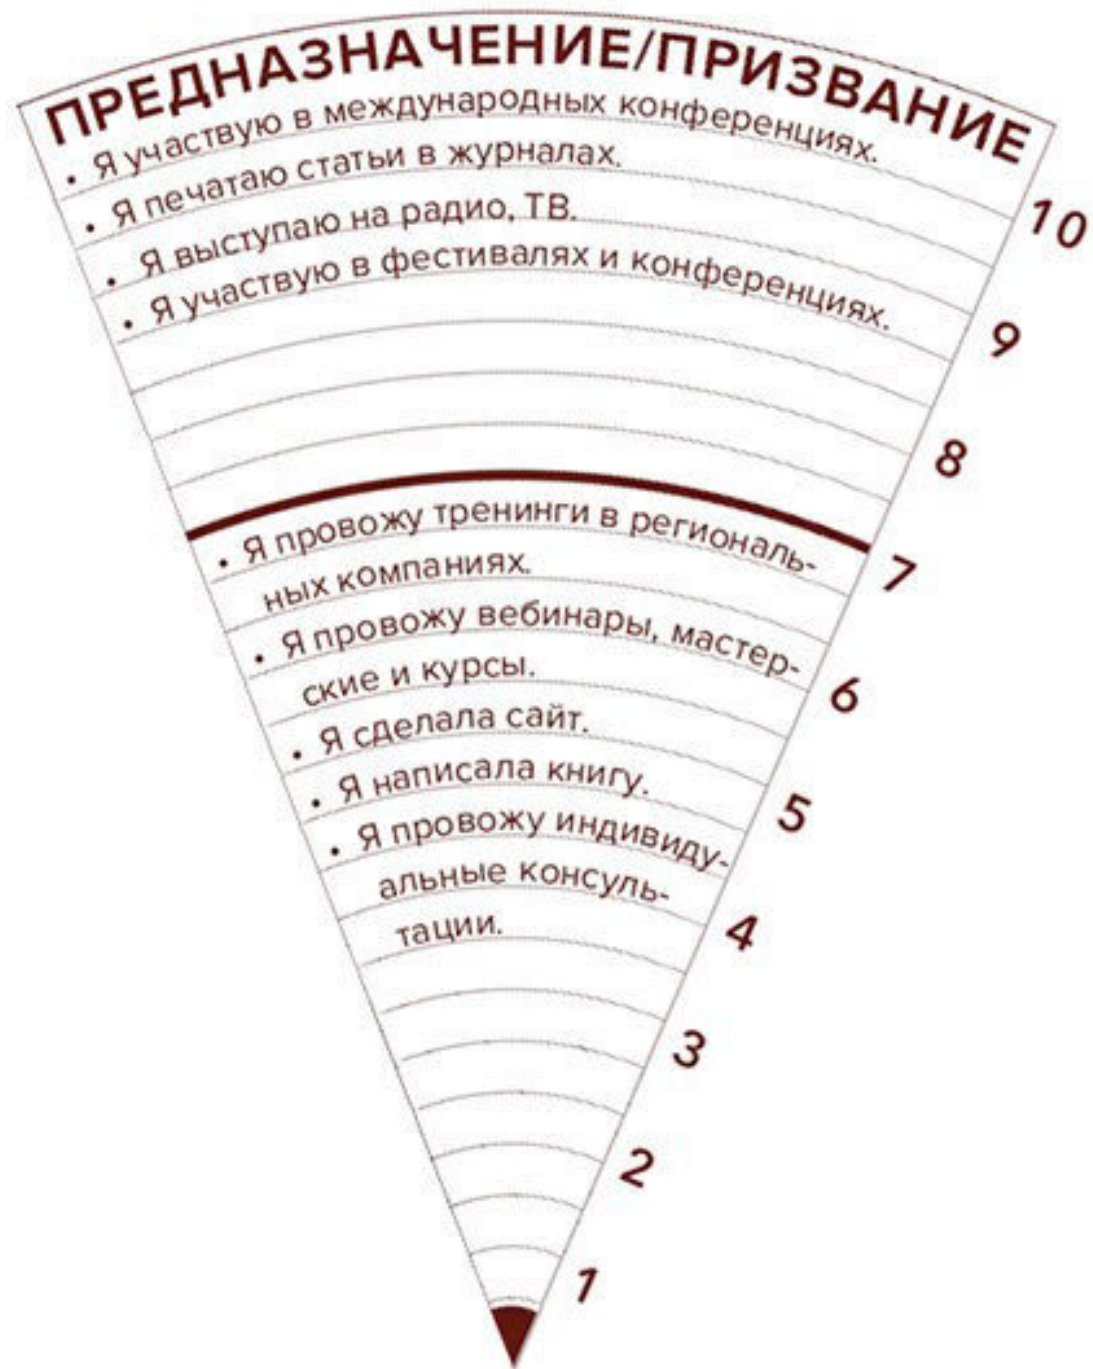 ПРЕДНАЗНАЧЕНИЕ/ПРИЗВАНИЕ
• Я участвую в международных конференциях.
• Я печатаю статьи в журналах.
• Я выступаю на радио, ТВ.
• Я участвую в фестивалях и конференциях.
• Я провожу тренинги в региональ-
ных компаниях.
• Я провожу вебинары, мастер-
ские и курсы.
• Я сделала сайт.
• Я написала книгу.
• Я провожу индивиду-
альные консуль-
тации.
10
9
8
7
6
5
4
3
2
1